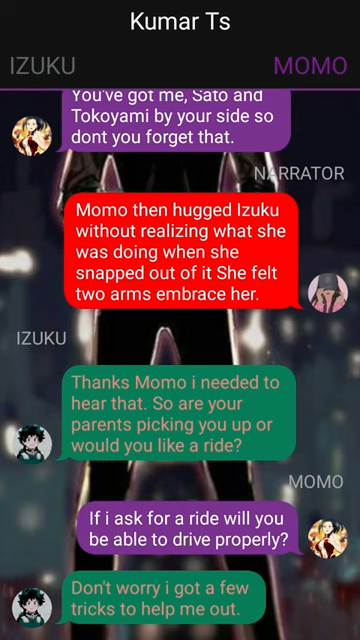 Kumar Ts
IZUKU
MOMO
You've got me, Sato and
Tokoyami by your side so
dont you forget that.
NARRATOR
Momo then hugged Izuku
without realizing what she
was doing when she
snapped out of it She felt
two arms embrace her.
IZUKU
Thanks Momo i needed to
hear that. So are your
parents picking you up or
would you like a ride?
MOMO
If i ask for a ride will you
be able to drive properly?
Don't worry i got a few
tricks to help me out.